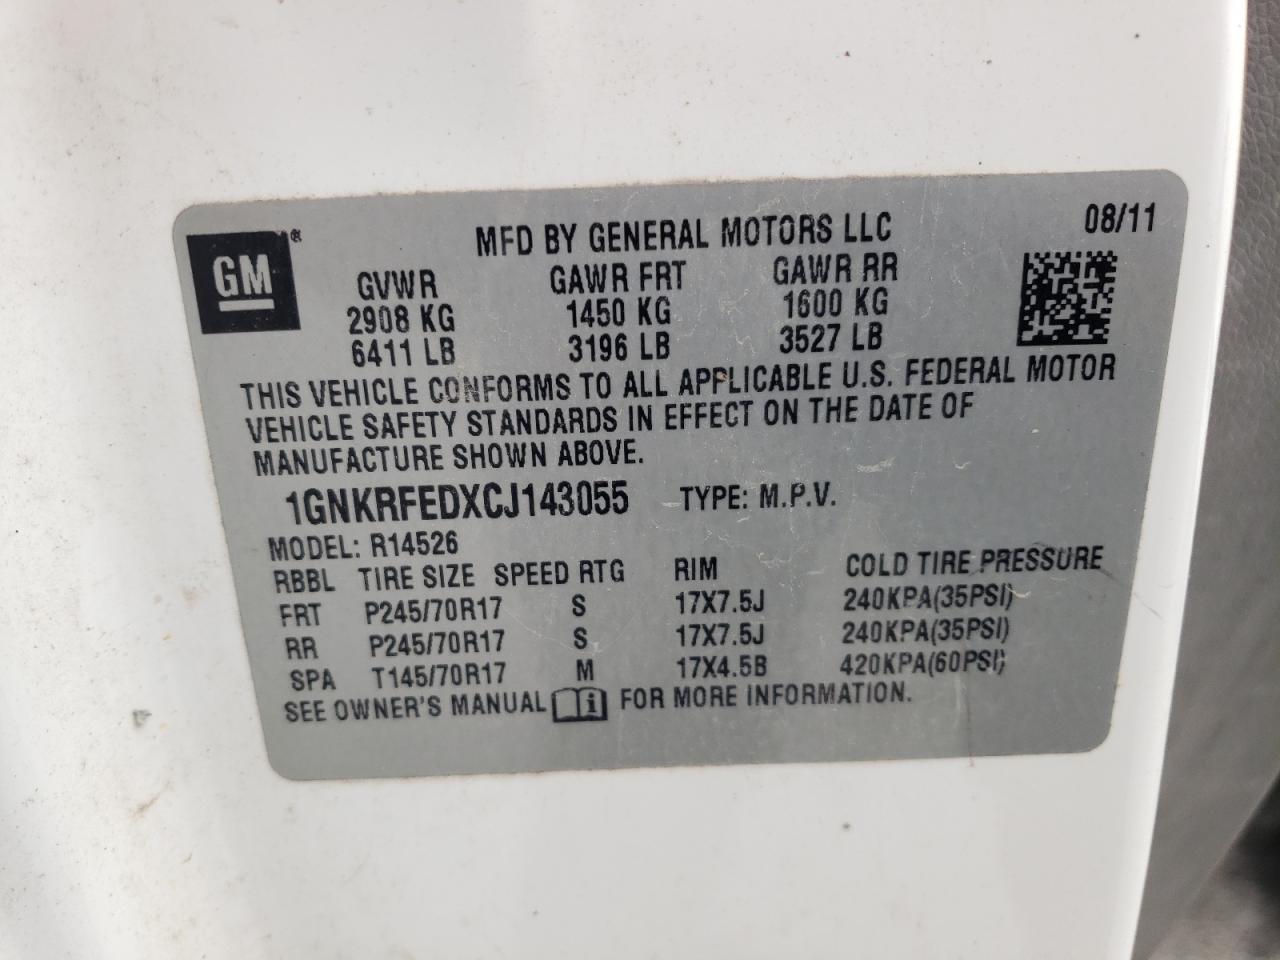 08/11
GM®
MFD BY GENERAL MOTORS LLC
GVWR GAWR FRT GAWR RR
2908 KG 1450 KG 1600 KG
6411 LB 3196 LB 3527 LB
THIS VEHICLE CONFORMS TO ALL APPLICABLE U.S. FEDERAL MOTOR
VEHICLE SAFETY STANDARDS IN EFFECT ON THE DATE OF
MANUFACTURE SHOWN ABOVE.
1GNKRFEDXCJ143055 TYPE: M.P.V.
MODEL: R14526
RBBL TIRE SIZE SPEED RTG RIM COLD TIRE PRESSURE
FRT P245/70R17 S 17X7.5J 240KPA(35PSI)
RR P245/70R17 S 17X7.5J 240KPA(35PSI)
SPA T145/70R17 M 17X4.5B 420KPA(60PSI)
SEE OWNER'S MANUAL i FOR MORE INFORMATION.